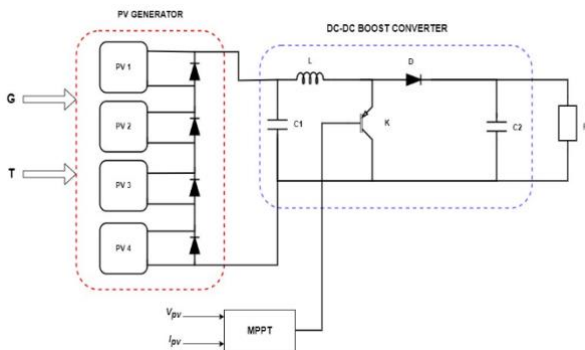 PV GENERATOR
DC-DC BOOST CONVERTER
G
T
PV 1
PV 2
PV 3
PV 4
L
D
C1
K
C2
MPPT
Vpv
Ipv